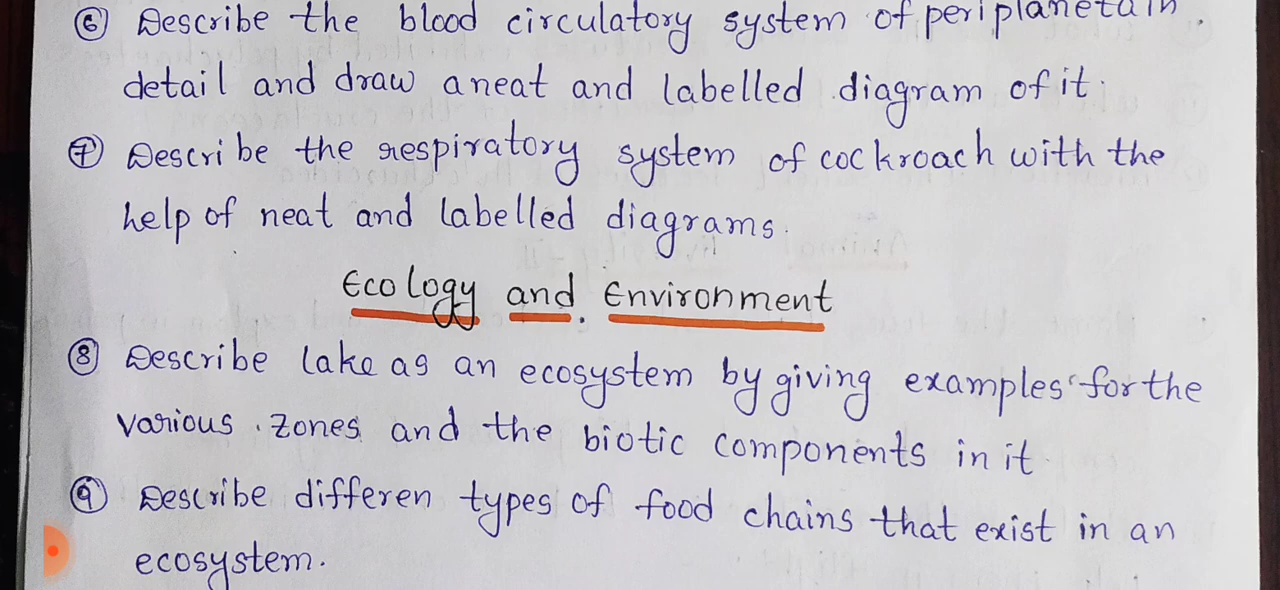 ⑥ Describe the blood circulatory system of periplaneta in
detail and draw a neat and labelled diagram of it.
⑦ Describe the respiratory system of cockroach with the
help of neat and labelled diagrams.
Ecology and Environment
⑧ Describe lake as an ecosystem by giving examples for the
various zones and the biotic components in it
⑨ Describe differen types of food chains that exist in an
ecosystem.